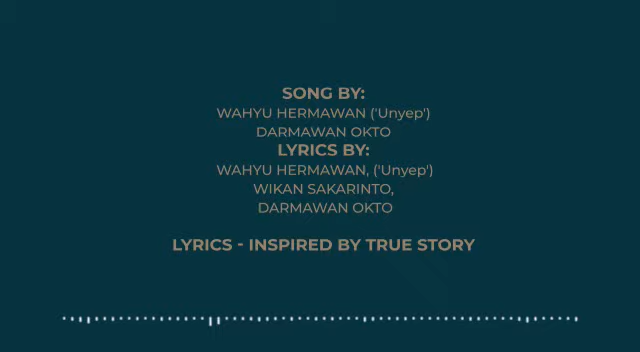 SONG BY:
WAHYU HERMAWAN ('Unyep')
DARMAWAN OKTO
LYRICS BY:
WAHYU HERMAWAN, ('Unyep')
WIKAN SAKARINTO,
DARMAWAN OKTO
LYRICS - INSPIRED BY TRUE STORY